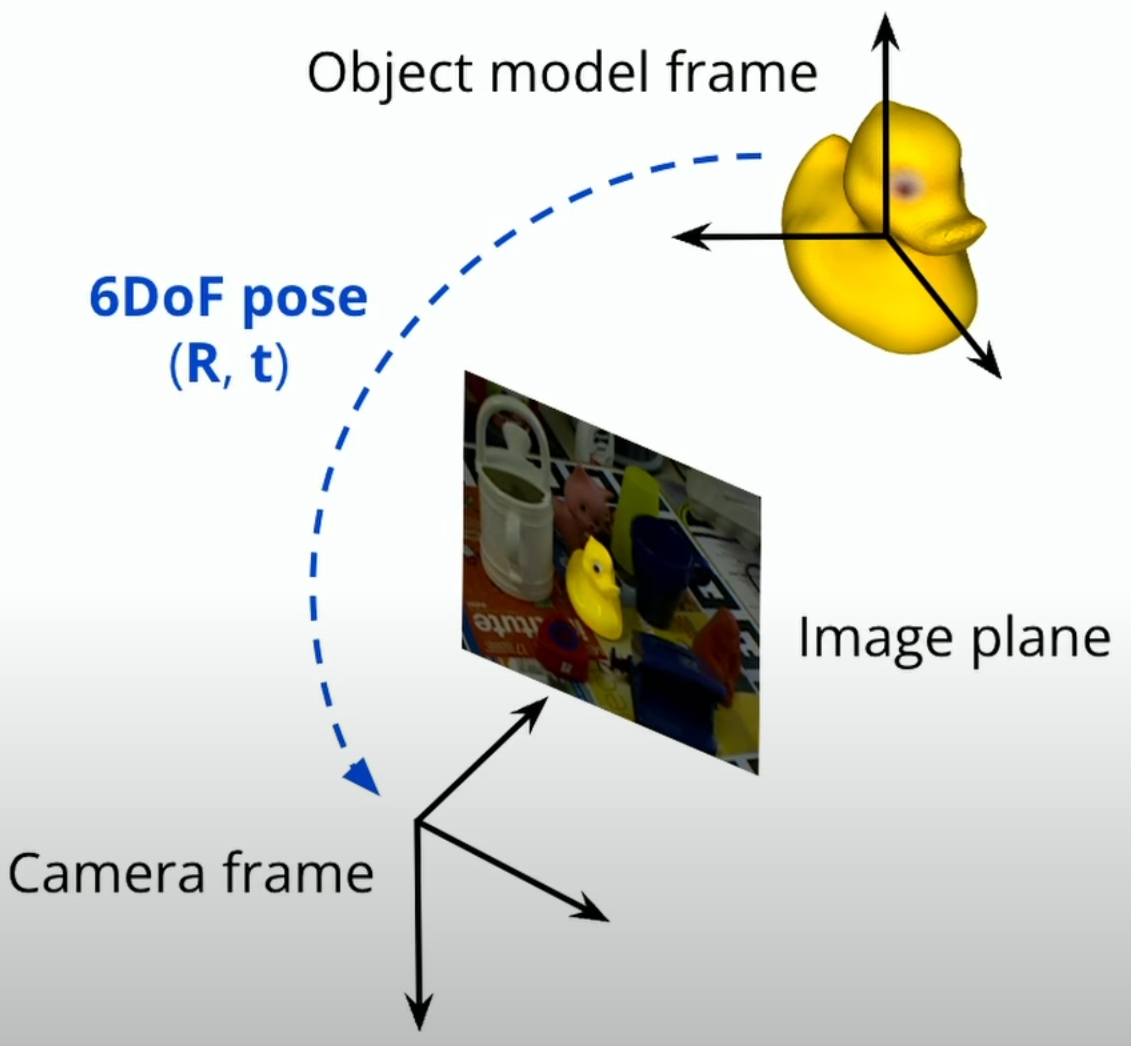 Object model frame
6DoF pose
(R, t)
Image plane
Camera frame